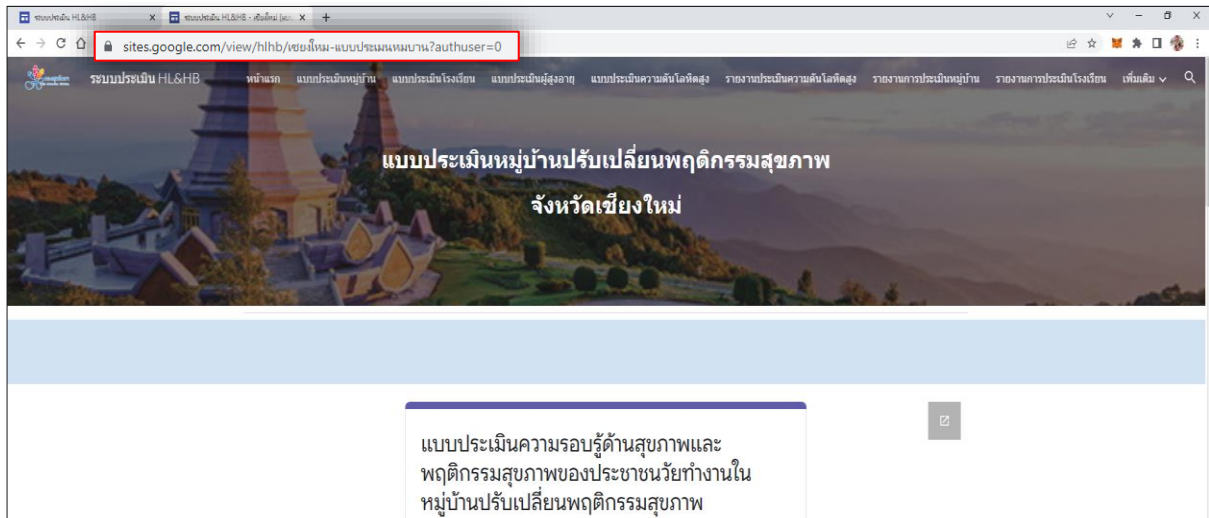 ระบบประเมิน HL&HB
ระบบประเมิน HL&HB - เชียงใหม่ (แบบ
sites.google.com/view/hlhb/เชยงใหม-แบบประเมนหมบาน?authuser=0
ระบบประเมิน HL&HB
หน้าแรก
แบบประเมินหมู่บ้าน
แบบประเมินโรงเรียน
แบบประเมินผู้สูงอายุ
แบบประเมินความดันโลหิตสูง
รายงานประเมินความดันโลหิตสูง
รายงานการประเมินหมู่บ้าน
รายงานการประเมินโรงเรียน
เพิ่มเติม
แบบประเมินหมู่บ้านปรับเปลี่ยนพฤติกรรมสุขภาพ
จังหวัดเชียงใหม่
แบบประเมินความรอบรู้ด้านสุขภาพและ
พฤติกรรมสุขภาพของประชาชนวัยทำงานใน
หมู่บ้านปรับเปลี่ยนพฤติกรรมสุขภาพ